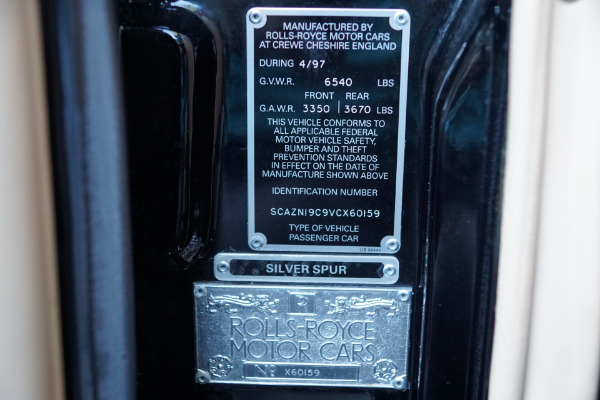 MANUFACTURED BY
ROLLS-ROYCE MOTOR CARS
AT CREWE CHESHIRE ENGLAND
DURING 4/97
G.V.W.R. 6540 LBS
FRONT REAR
G.A.W.R. 3350 3670 LBS
THIS VEHICLE CONFORMS TO
ALL APPLICABLE FEDERAL
MOTOR VEHICLE SAFETY,
BUMPER AND THEFT
PREVENTION STANDARDS
IN EFFECT ON THE DATE OF
MANUFACTURE SHOWN ABOVE
IDENTIFICATION NUMBER
SCAZN19C9VCX60159
TYPE OF VEHICLE
PASSENGER CAR
® SILVER SPUR
ROLLS-ROYCE
MOTOR CARS
No X60159